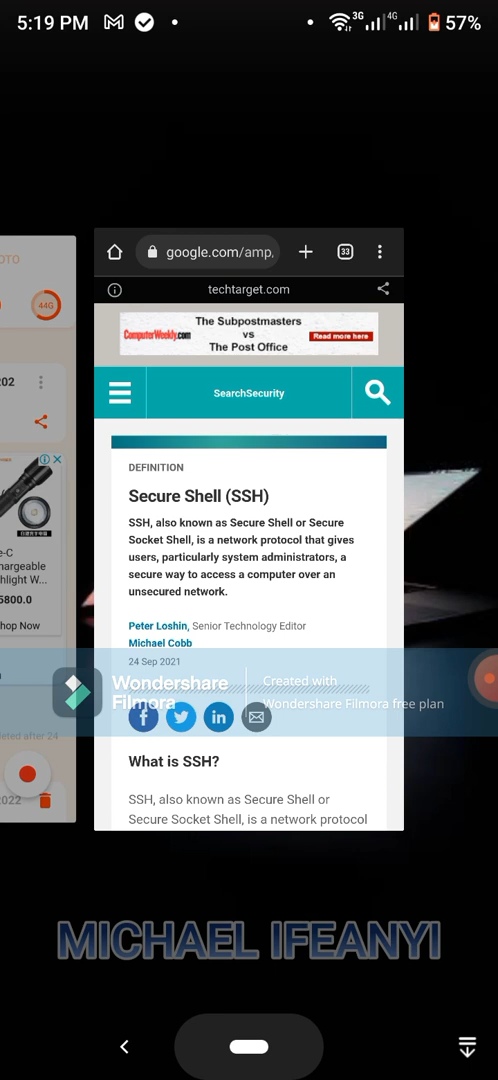 5:19 PM
3G
4G
57%
OTO
44G
202
e-C
hargeable
hlight W...
5800.0
hop Now
leted after 24
2022
google.com/amp.
33
techtarget.com
ComputerWeekly.com
The Subpostmasters
vs
The Post Office
Read more here
SearchSecurity
DEFINITION
Secure Shell (SSH)
SSH, also known as Secure Shell or Secure
Socket Shell, is a network protocol that gives
users, particularly system administrators, a
secure way to access a computer over an
unsecured network.
Peter Loshin, Senior Technology Editor
Michael Cobb
24 Sep 2021
Wondershare
Filmora
Created with
Wondershare Filmora free plan
What is SSH?
SSH, also known as Secure Shell or
Secure Socket Shell, is a network protocol
MICHAEL IFEANYI